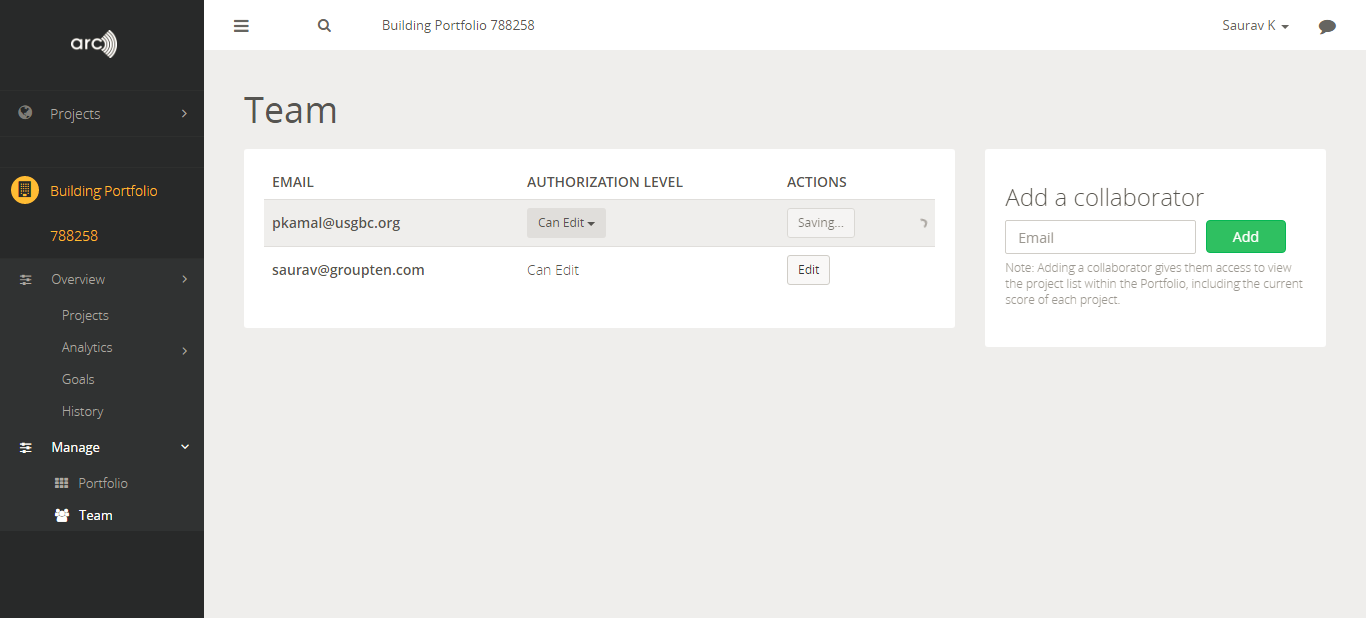 arc
Building Portfolio 788258
Saurav K
Projects
Building Portfolio
788258
Overview
Projects
Analytics
Goals
History
Manage
Portfolio
Team
Team
EMAIL AUTHORIZATION LEVEL ACTIONS
pkamal@usgbc.org Can Edit Saving...
saurav@groupten.com Can Edit Edit
Add a collaborator
Email Add
Note: Adding a collaborator gives them access to view
the project list within the Portfolio, including the current
score of each project.